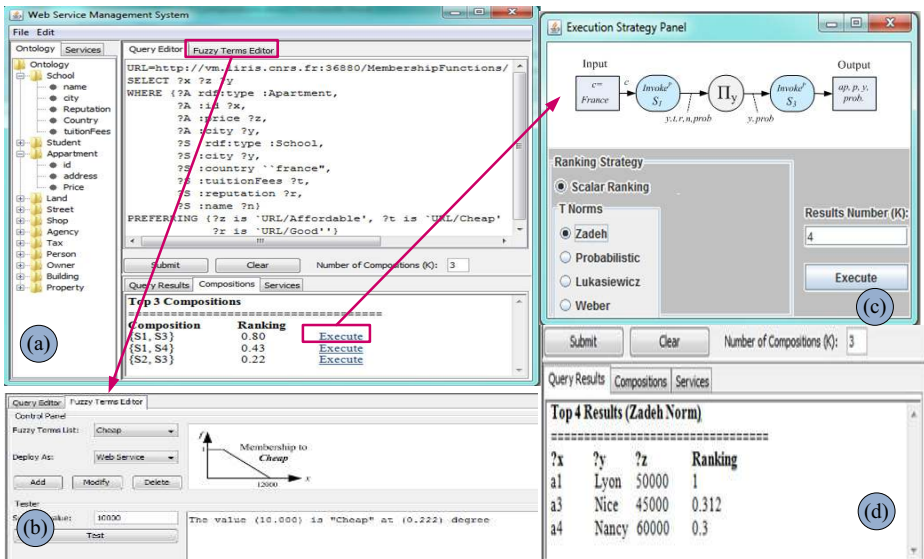 Web Service Management System
File Edit
Ontology Services
Ontology
School
name
city
Reputation
Country
tuitionFees
Student
Appartment
id
address
Price
Land
Street
Shop
Agency
Tax
Person
Owner
Building
Property
Query Editor Fuzzy Terms Editor
URL=http://vm.liris.cnrs.fr:36880/MembershipFunctions/
SELECT ?x ?z ?y
WHERE {?A rdf:type :Apartment,
?A :id ?x,
?A :price ?z,
?A :city ?y,
?S rdf:type :School,
?S :city ?y,
?S :country ``france",
?S :tuitionFees ?t,
?S :reputation ?r,
?S :name ?n}
PREFERRING {?z is `URL/Affordable', ?t is `URL/Cheap'
?r is `URL/Good''}
Submit Clear Number of Compositions (K): 3
Query Results Compositions Services
Top 3 Compositions
====================================
Composition Ranking
{S1, S3} 0.80 Execute
{S1, S4} 0.43 Execute
{S2, S3} 0.22 Execute
(a)
Query Editor Fuzzy Terms Editor
Control Panel
Fuzzy Terms List: Cheap
Deploy As: Web Service
Add Modify Delete
Membership to
Cheap
1
12000
x
Tester
10000
Test
The value (10.000) is "Cheap" at (0.222) degree
(b)
Execution Strategy Panel
Input
Output
c=
France
c
Invoke
S1
y,t,r,n,prob
Πy
y,prob
Invoke
S3
ap, p, y,
prob.
Ranking Strategy
Scalar Ranking
T Norms
Zadeh
Probabilistic
Lukasiewicz
Weber
Results Number (K):
4
Execute
(c)
Submit Clear Number of Compositions (K): 3
Query Results Compositions Services
Top 4 Results (Zadeh Norm)
==================================
?x ?y ?z Ranking
a1 Lyon 50000 1
a3 Nice 45000 0.312
a4 Nancy 60000 0.3
(d)